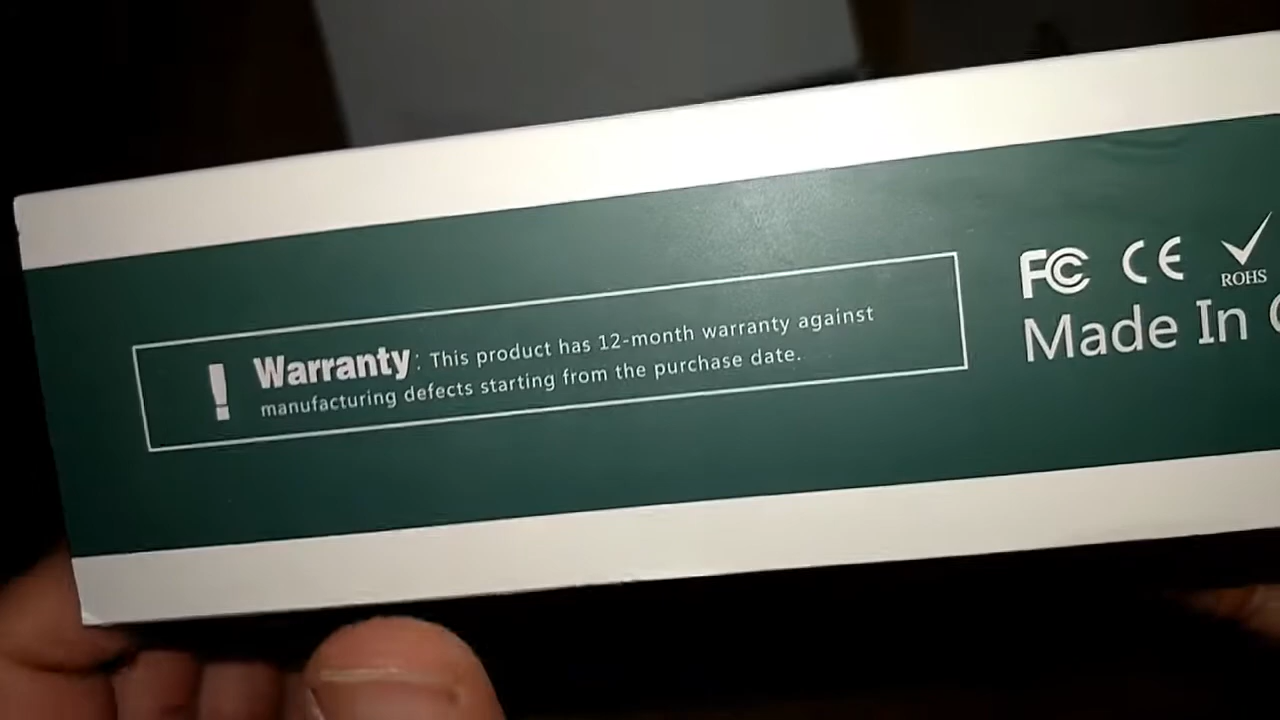 ! Warranty: This product has 12-month warranty against
manufacturing defects starting from the purchase date.
FC CE ROHS
Made In